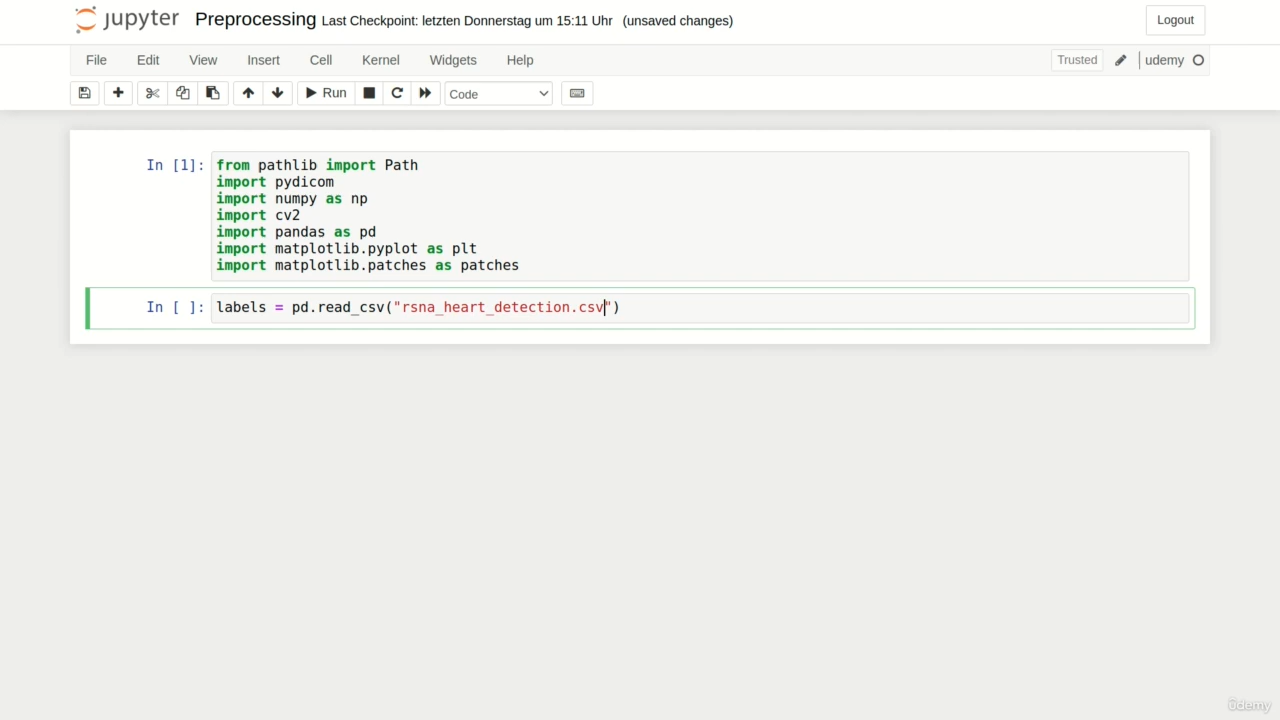 jupyter Preprocessing Last Checkpoint: letzten Donnerstag um 15:11 Uhr (unsaved changes) Logout
File Edit View Insert Cell Kernel Widgets Help Trusted udemy
Run Code
In [1]: from pathlib import Path
import pydicom
import numpy as np
import cv2
import pandas as pd
import matplotlib.pyplot as plt
import matplotlib.patches as patches
In [ ]: labels = pd.read_csv("rsna_heart_detection.csv")
ûdemy